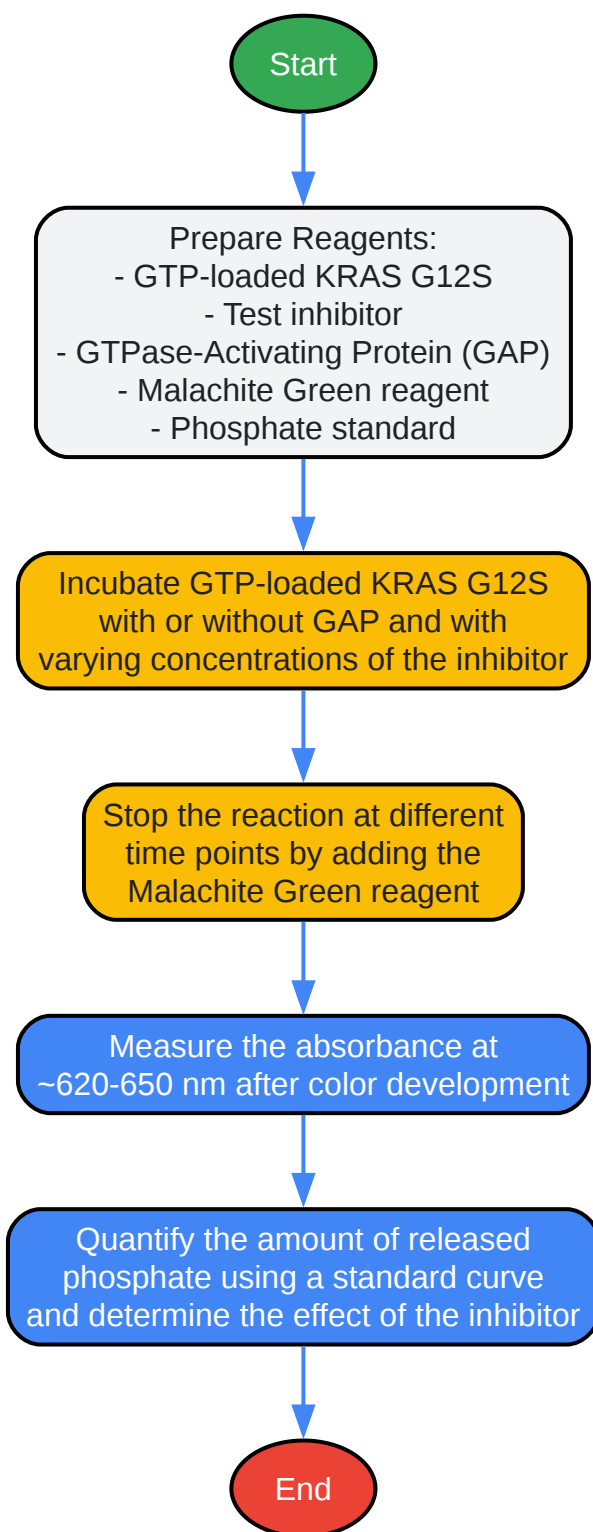 Start
Prepare Reagents:
- GTP-loaded KRAS G12S
- Test inhibitor
- GTPase-Activating Protein (GAP)
- Malachite Green reagent
- Phosphate standard
Incubate GTP-loaded KRAS G12S
with or without GAP and with
varying concentrations of the inhibitor
Stop the reaction at different
time points by adding the
Malachite Green reagent
Measure the absorbance at
~620-650 nm after color development
Quantify the amount of released
phosphate using a standard curve
and determine the effect of the inhibitor
End